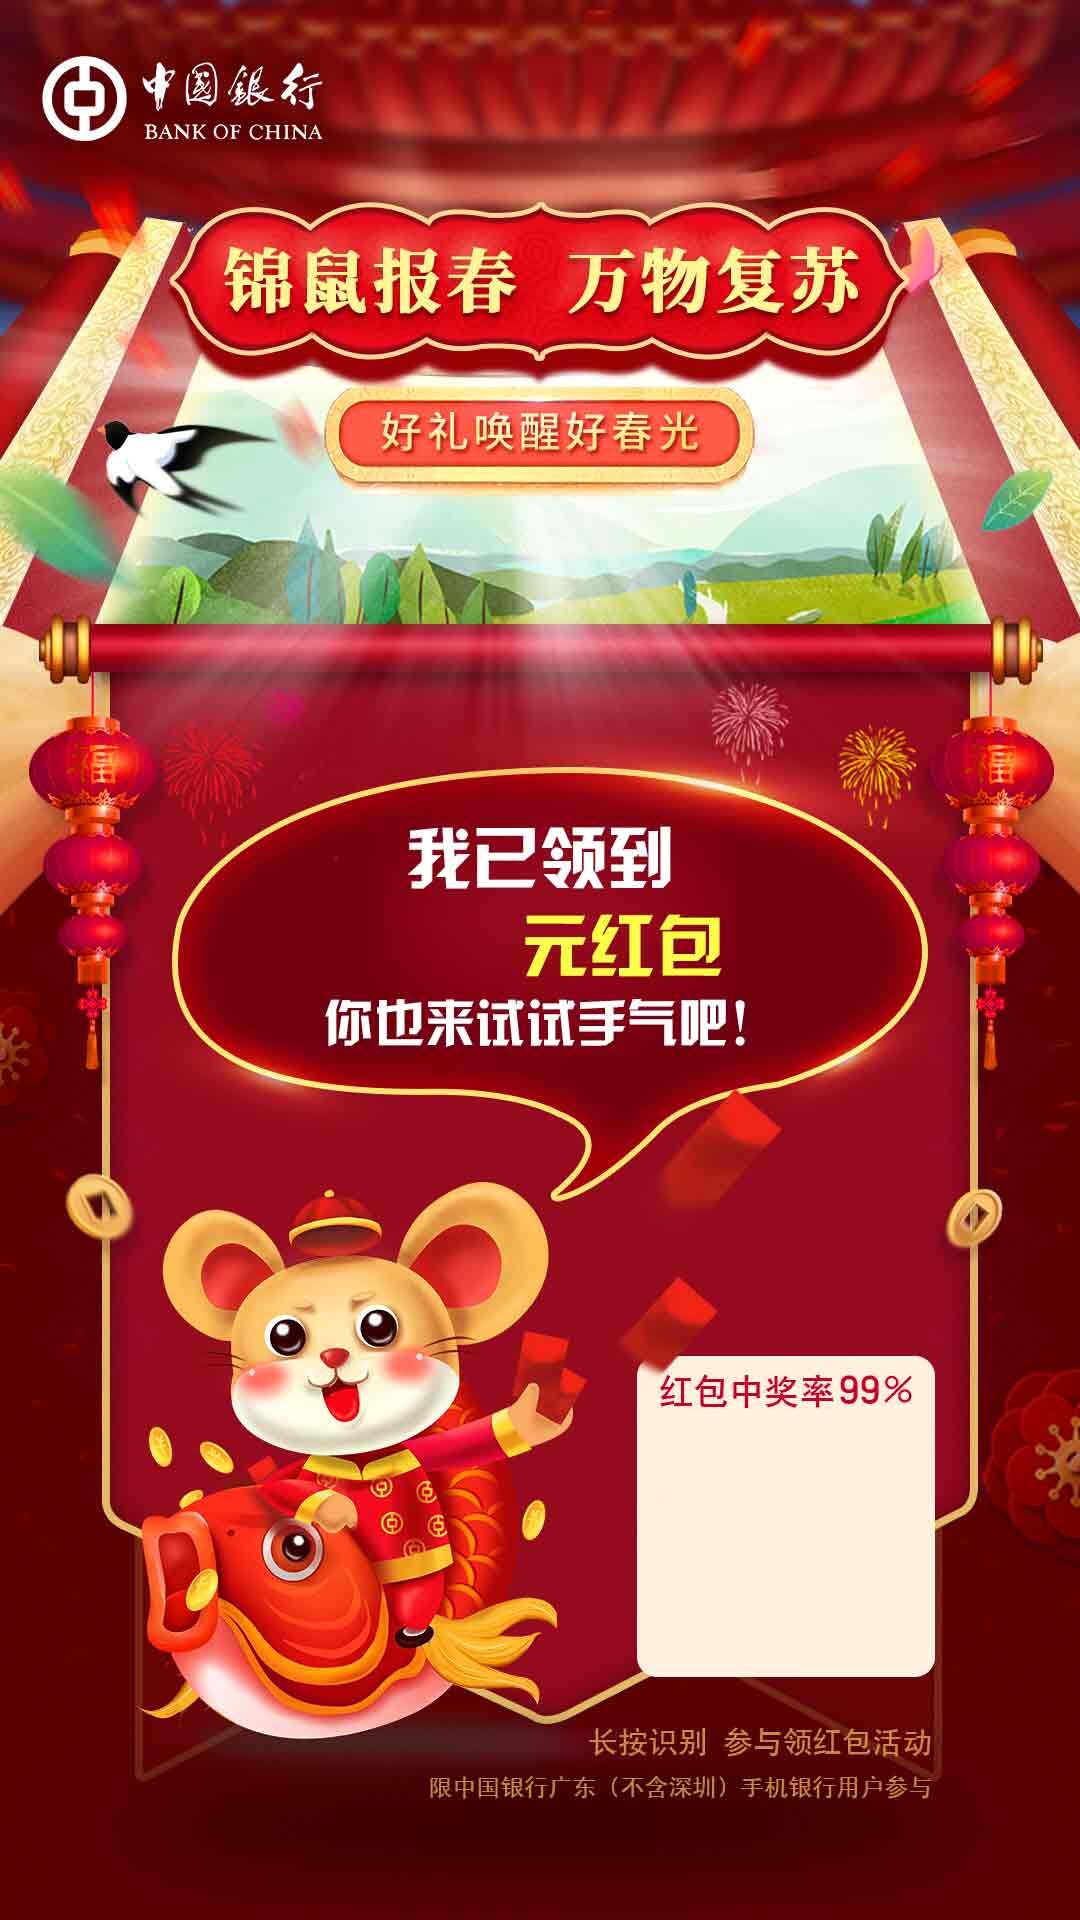 中國銀行
BANK OF CHINA
锦鼠报春 万物复苏
好礼唤醒好春光
福
福
我已领到
元红包
你也来试试手气吧!
红包中奖率99%
长按识别 参与领红包活动
限中国银行广东（不含深圳）手机银行用户参与